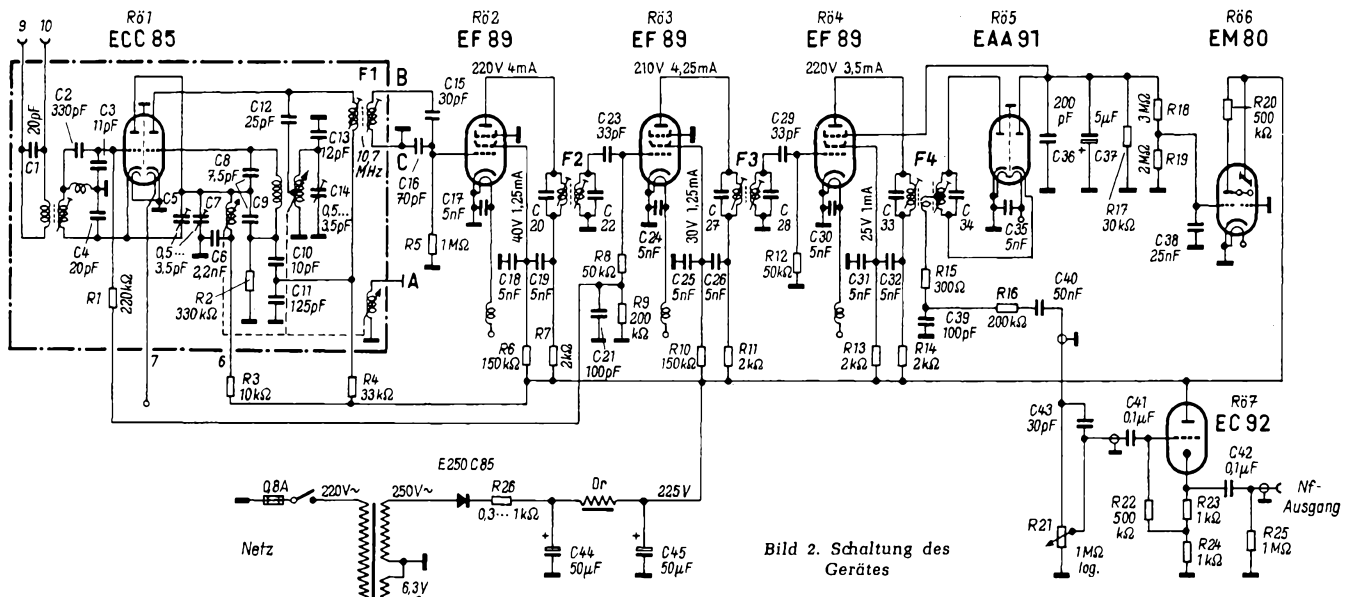 Rö1
ECC 85
Rö2
EF 89
Rö3
EF 89
Rö4
EF 89
Rö5
EAA 91
Rö6
EM 80
9 10
20pF
C1
C2
330pF
C3
11pF
C4
20pF
R1
220kΩ
C5
0,5...
3,5pF
C7
C6
2,2nF
C8
7,5pF
C9
R2
330kΩ
C10
10pF
C11
125pF
C12
25pF
C13
12pF
C14
0,5...
3,5pF
F1
10,7
MHz
B
C
A
7
6
R3
10kΩ
R4
33kΩ
C15
30pF
C16
70pF
R5
1MΩ
220V 4mA
C17
5nF
40V 1,25mA
C18
5nF
C19
5nF
R6
150kΩ
R7
2kΩ
C
20
F2
C
22
C23
33pF
R8
50kΩ
R9
200
kΩ
C21
100pF
210V 4,25mA
C24
5nF
30V 1,25mA
C25
5nF
C26
5nF
R10
150kΩ
R11
2kΩ
C
27
F3
C
28
C29
33pF
R12
50kΩ
220V 3,5mA
C30
5nF
25V 1mA
C31
5nF
C32
5nF
R13
2kΩ
R14
2kΩ
C
33
F4
C
34
R15
300Ω
C39
100pF
C35
5nF
R16
200kΩ
C40
50nF
200
pF
C36
5µF
C37
R17
30kΩ
3MΩ
R18
2MΩ
R19
C38
25nF
R20
500
kΩ
C43
30pF
R21
1MΩ
log.
C41
0,1µF
Rö7
EC 92
C42
0,1µF
R22
500
kΩ
R23
1kΩ
R24
1kΩ
R25
1MΩ
Nf-
Ausgang
Netz
0,8A
220V~
250V~
6,3V
E250 C85
R26
0,3... 1kΩ
Dr
225V
C44
50µF
C45
50µF
Bild 2. Schaltung des
Gerätes